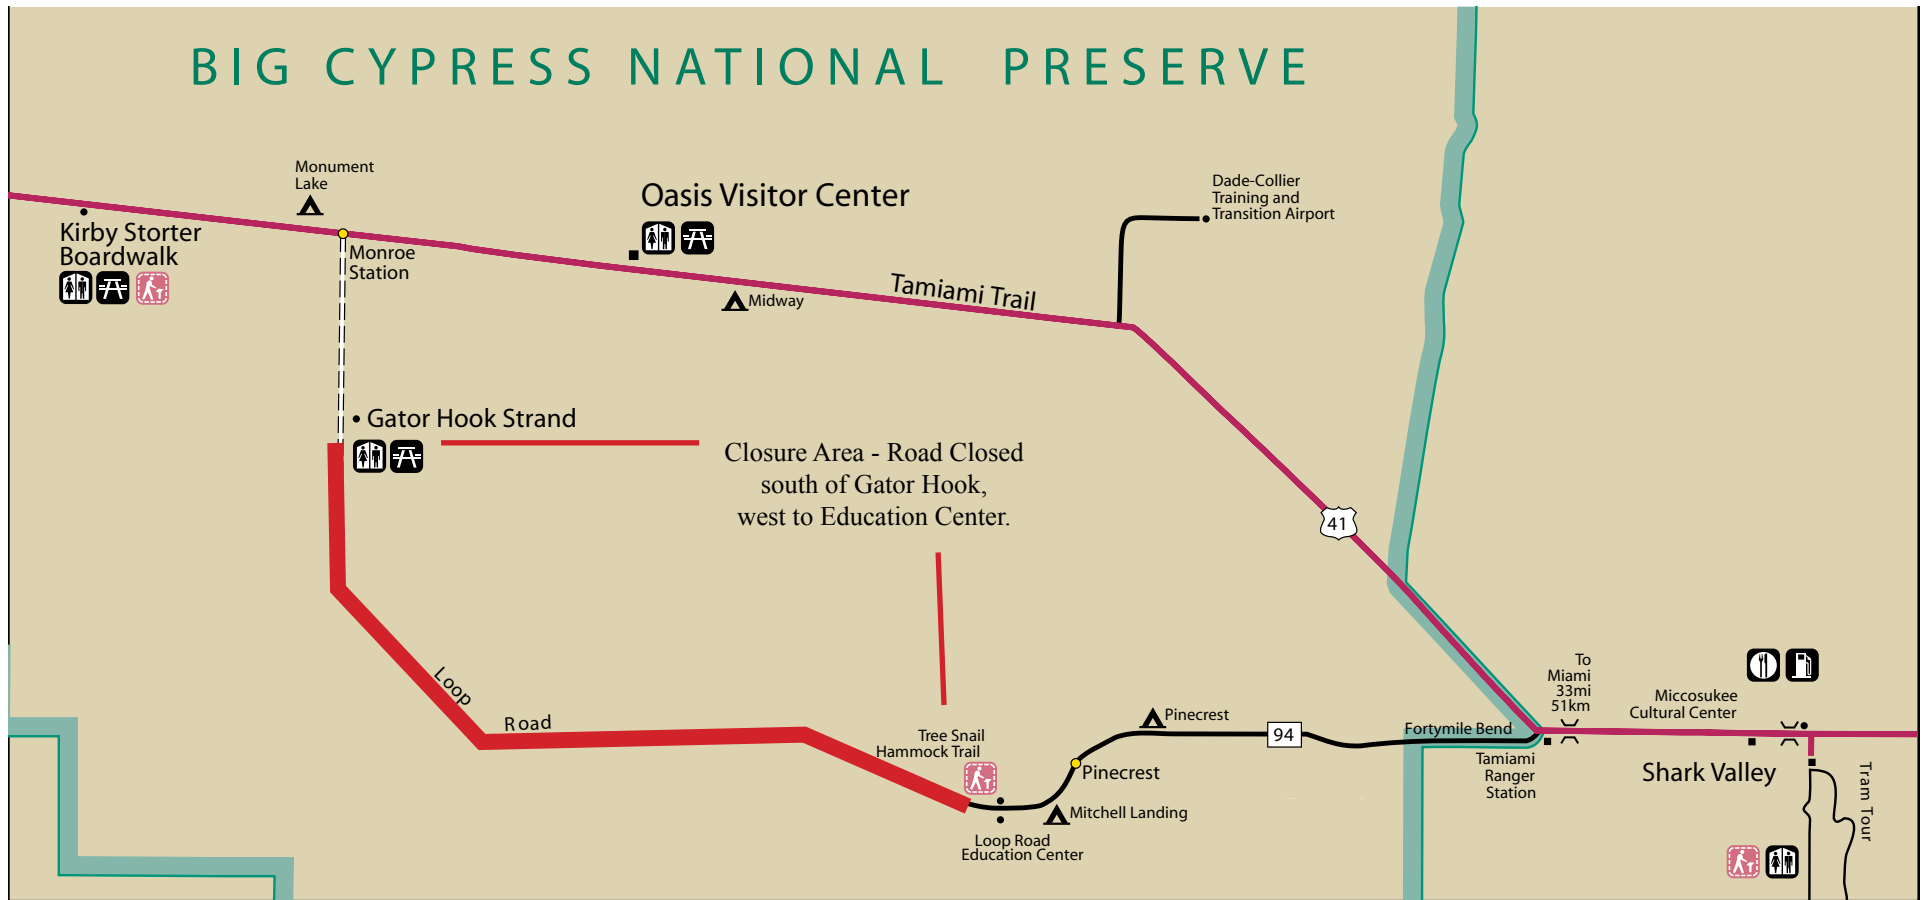 BIG CYPRESS NATIONAL PRESERVE
Monument
Lake
Kirby Storter
Boardwalk
Monroe
Station
Oasis Visitor Center
Midway
Tamiami Trail
Dade-Collier
Training and
Transition Airport
Gator Hook Strand
Closure Area - Road Closed
south of Gator Hook,
west to Education Center.
41
Loop
Road
Tree Snail
Hammock Trail
Loop Road
Education Center
Pinecrest
Pinecrest
Mitchell Landing
94
Fortymile Bend
Tamiami
Ranger
Station
To
Miami
33mi
51km
Miccosukee
Cultural Center
Shark Valley
Tram Tour